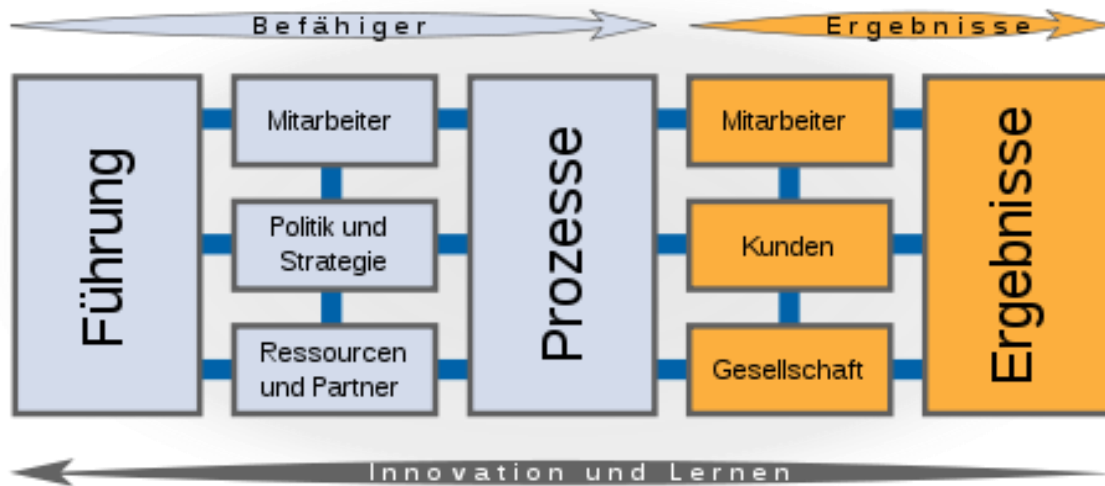 Befähiger
Ergebnisse
Führung
Mitarbeiter
Politik und
Strategie
Ressourcen
und Partner
Prozesse
Mitarbeiter
Kunden
Gesellschaft
Ergebnisse
Innovation und Lernen